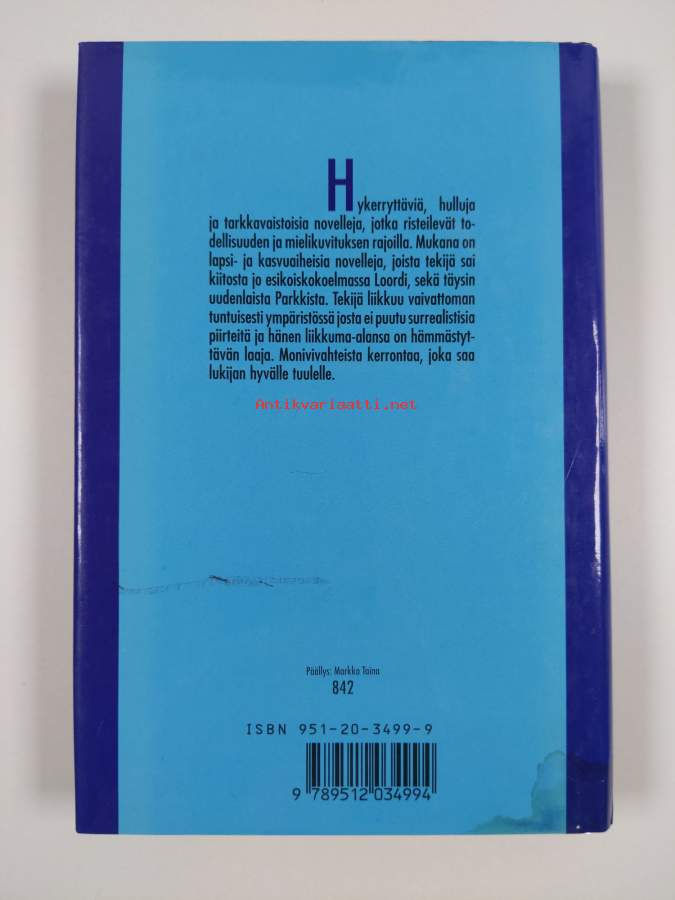 Hykerryttäviä, hulluja
ja tarkkavaistoisia novelleja, jotka risteilevät to-
dellisuuden ja mielikuvituksen rajoilla. Mukana on
lapsi- ja kasvuaiheisia novelleja, joista tekijä sai
kiitosta jo esikoiskokoelmassa Loordi, sekä täysin
uudenlaista Parkkista. Tekijä liikkuu vaivattoman
tuntuisesti ympäristössä josta ei puutu surrealistisia
piirteitä ja hänen liikkuma-alansa on hämmästyt-
tävän laaja. Monivivahteista kerrontaa, joka saa
lukijan hyvälle tuulelle.
Antikvariaatti.net
Päällys: Markko Taina
842
ISBN 951-20-3499-9
9 789512 034994